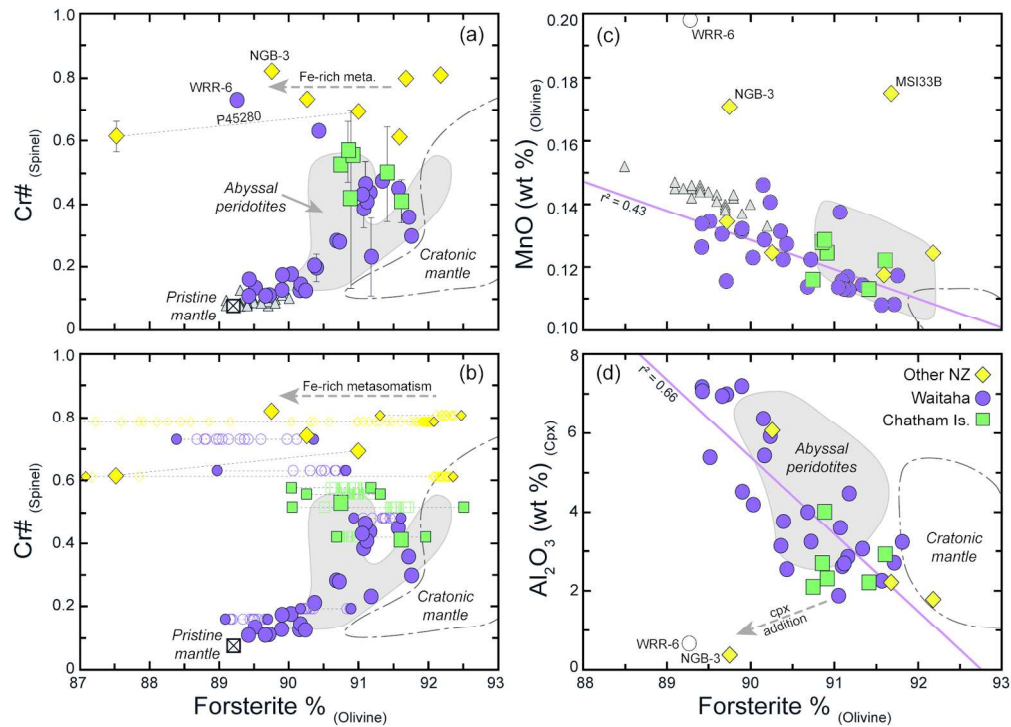 (a)
1.0
0.8
0.6
0.4
0.2
0
Cr# (Spinel)
NGB-3
Fe-rich meta.
WRR-6
P45280
Abyssal
peridotites
Cratonic
mantle
Pristine
mantle
(c)
0.20
0.18
0.16
0.14
0.12
0.10
MnO (wt %) (Olivine)
WRR-6
NGB-3
MSI33B
r² = 0.43
(b)
1.0
0.8
0.6
0.4
0.2
0
Cr# (Spinel)
Fe-rich metasomatism
Abyssal
peridotites
Cratonic
mantle
Pristine
mantle
87 88 89 90 91 92 93
Forsterite % (Olivine)
(d)
8
6
4
2
0
Al₂O₃ (wt %) (Cpx)
r² = 0.66
Other NZ
Waitaha
Chatham Is.
Abyssal
peridotites
Cratonic
mantle
cpx
addition
WRR-6
NGB-3
88 89 90 91 92 93
Forsterite % (Olivine)